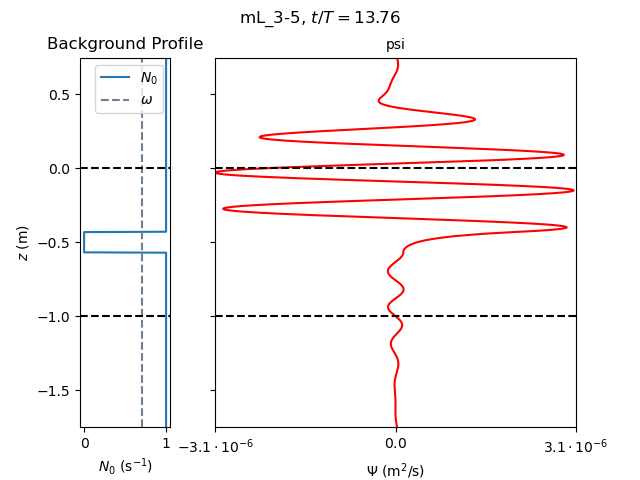 mL_3-5, t/T = 13.76
Background Profile
psi
N₀
ω
z (m)
0.5
0.0
−0.5
−1.0
−1.5
0
1
N₀ (s⁻¹)
−3.1 · 10⁻⁶
0.0
3.1 · 10⁻⁶
Ψ (m²/s)